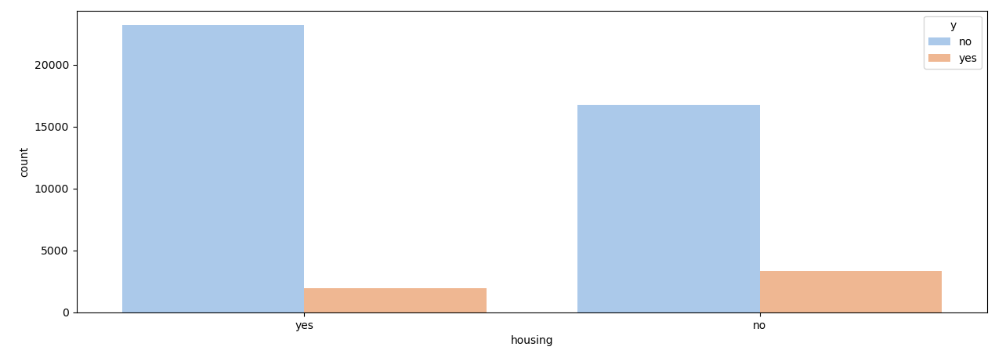 y
no
yes
20000
15000
10000
5000
0
count
yes
no
housing